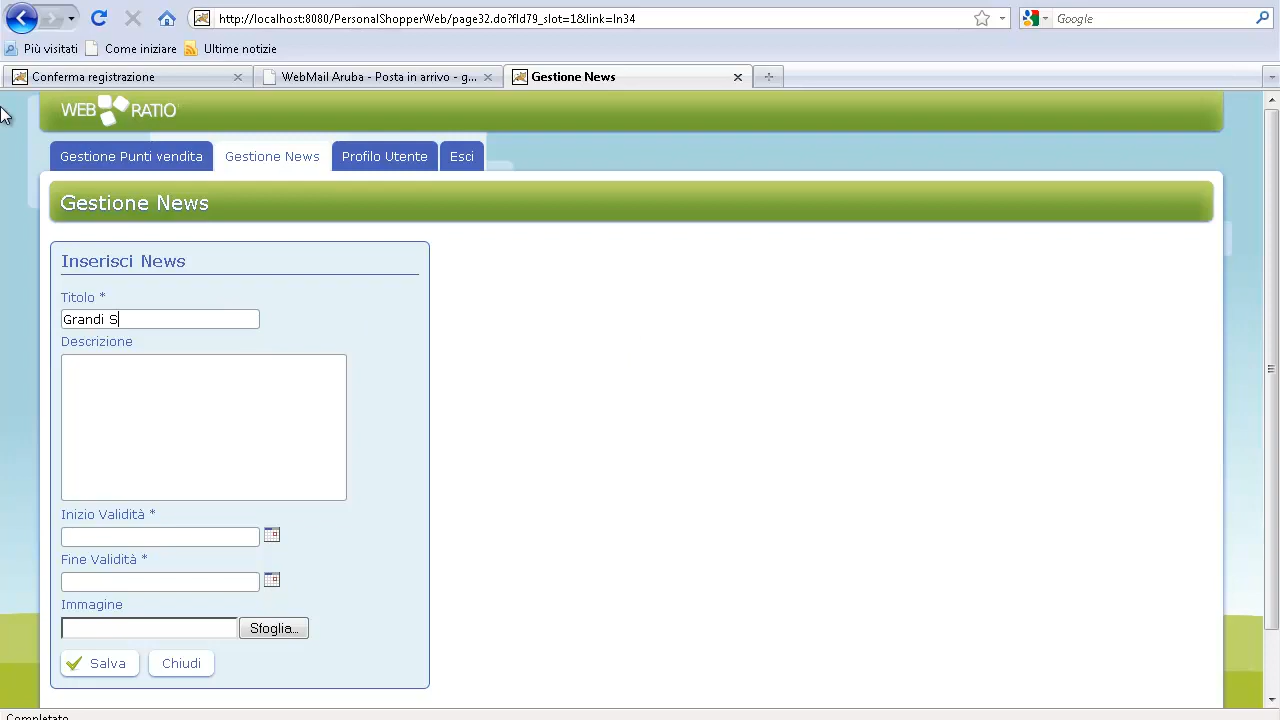 http://localhost:8080/PersonalShopperWeb/page32.do?fld79_slot=1&link=ln34
Google
Più visitati
Come iniziare
Ultime notizie
Conferma registrazione
WebMail Aruba - Posta in arrivo - g...
Gestione News
WEB RATIO
Gestione Punti vendita
Gestione News
Profilo Utente
Esci
Gestione News
Inserisci News
Titolo *
Grandi S
Descrizione
Inizio Validità *
Fine Validità *
Immagine
Sfoglia...
Salva
Chiudi
Completato